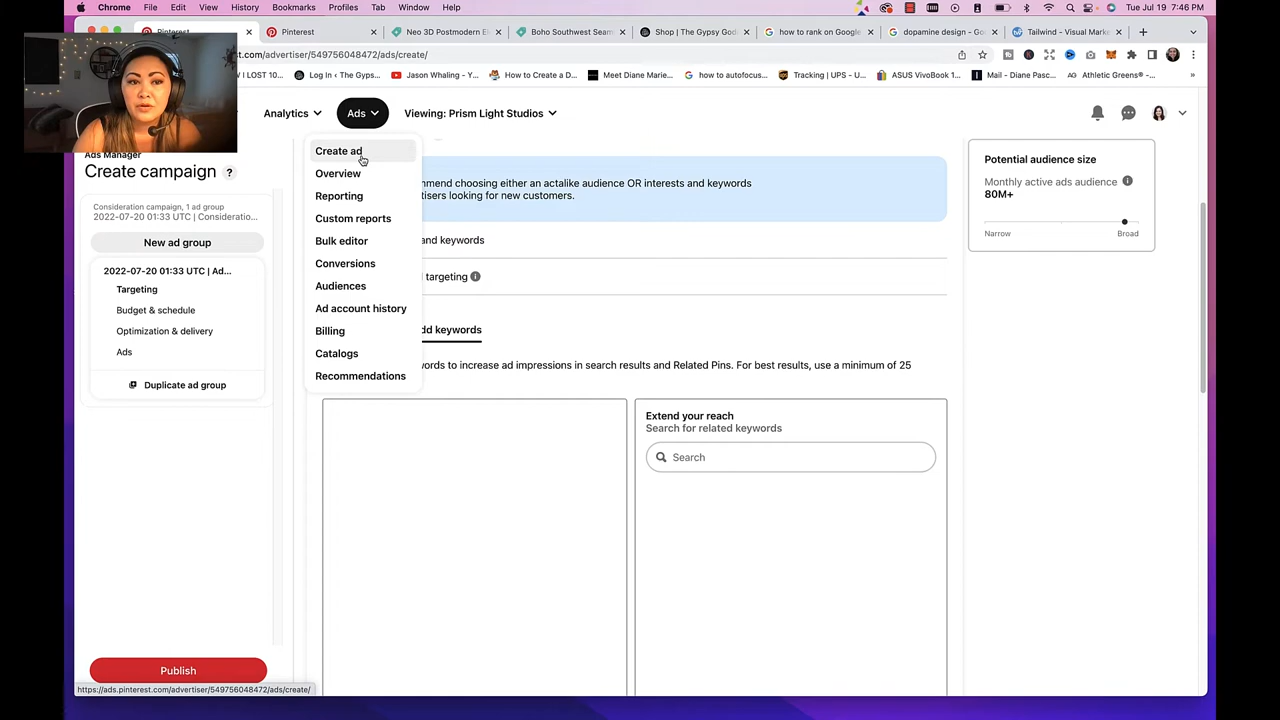 Chrome File Edit View History Bookmarks Profiles Tab Window Help
Tue Jul 19 7:46 PM
Pinterest
Pinterest
Neo 3D Postmodern El
Boho Southwest Seam
Shop | The Gypsy God
how to rank on Google
dopamine design - Go
Tailwind - Visual Marke
est.com/advertiser/549756048472/ads/create/
I LOST 10...
Log In ‹ The Gyps...
Jason Whaling - Y...
How to Create a D...
Meet Diane Marie...
how to autofocus...
Tracking | UPS - U...
ASUS VivoBook 1...
Mail - Diane Pasc...
AG Athletic Greens®...
»
Analytics
Ads
Viewing: Prism Light Studios
Ads Manager
Create campaign ?
Consideration campaign, 1 ad group
2022-07-20 01:33 UTC | Consideratio...
New ad group
2022-07-20 01:33 UTC | Ad...
Targeting
Budget & schedule
Optimization & delivery
Ads
Duplicate ad group
Publish
https://ads.pinterest.com/advertiser/549756048472/ads/create/
Create ad
Overview
Reporting
Custom reports
Bulk editor
Conversions
Audiences
Ad account history
Billing
Catalogs
Recommendations
mmend choosing either an actalike audience OR interests and keywords
tisers looking for new customers.
and keywords
targeting
dd keywords
words to increase ad impressions in search results and Related Pins. For best results, use a minimum of 25
Extend your reach
Search for related keywords
Search
Potential audience size
Monthly active ads audience
80M+
Narrow Broad